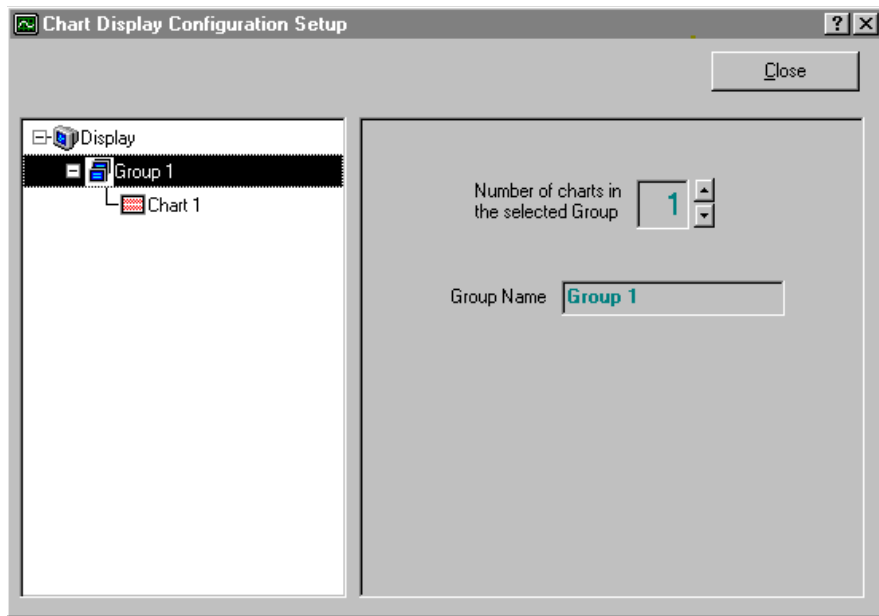 Chart Display Configuration Setup
?
Close
Display
Group 1
Chart 1
Number of charts in
the selected Group
1
Group Name
Group 1